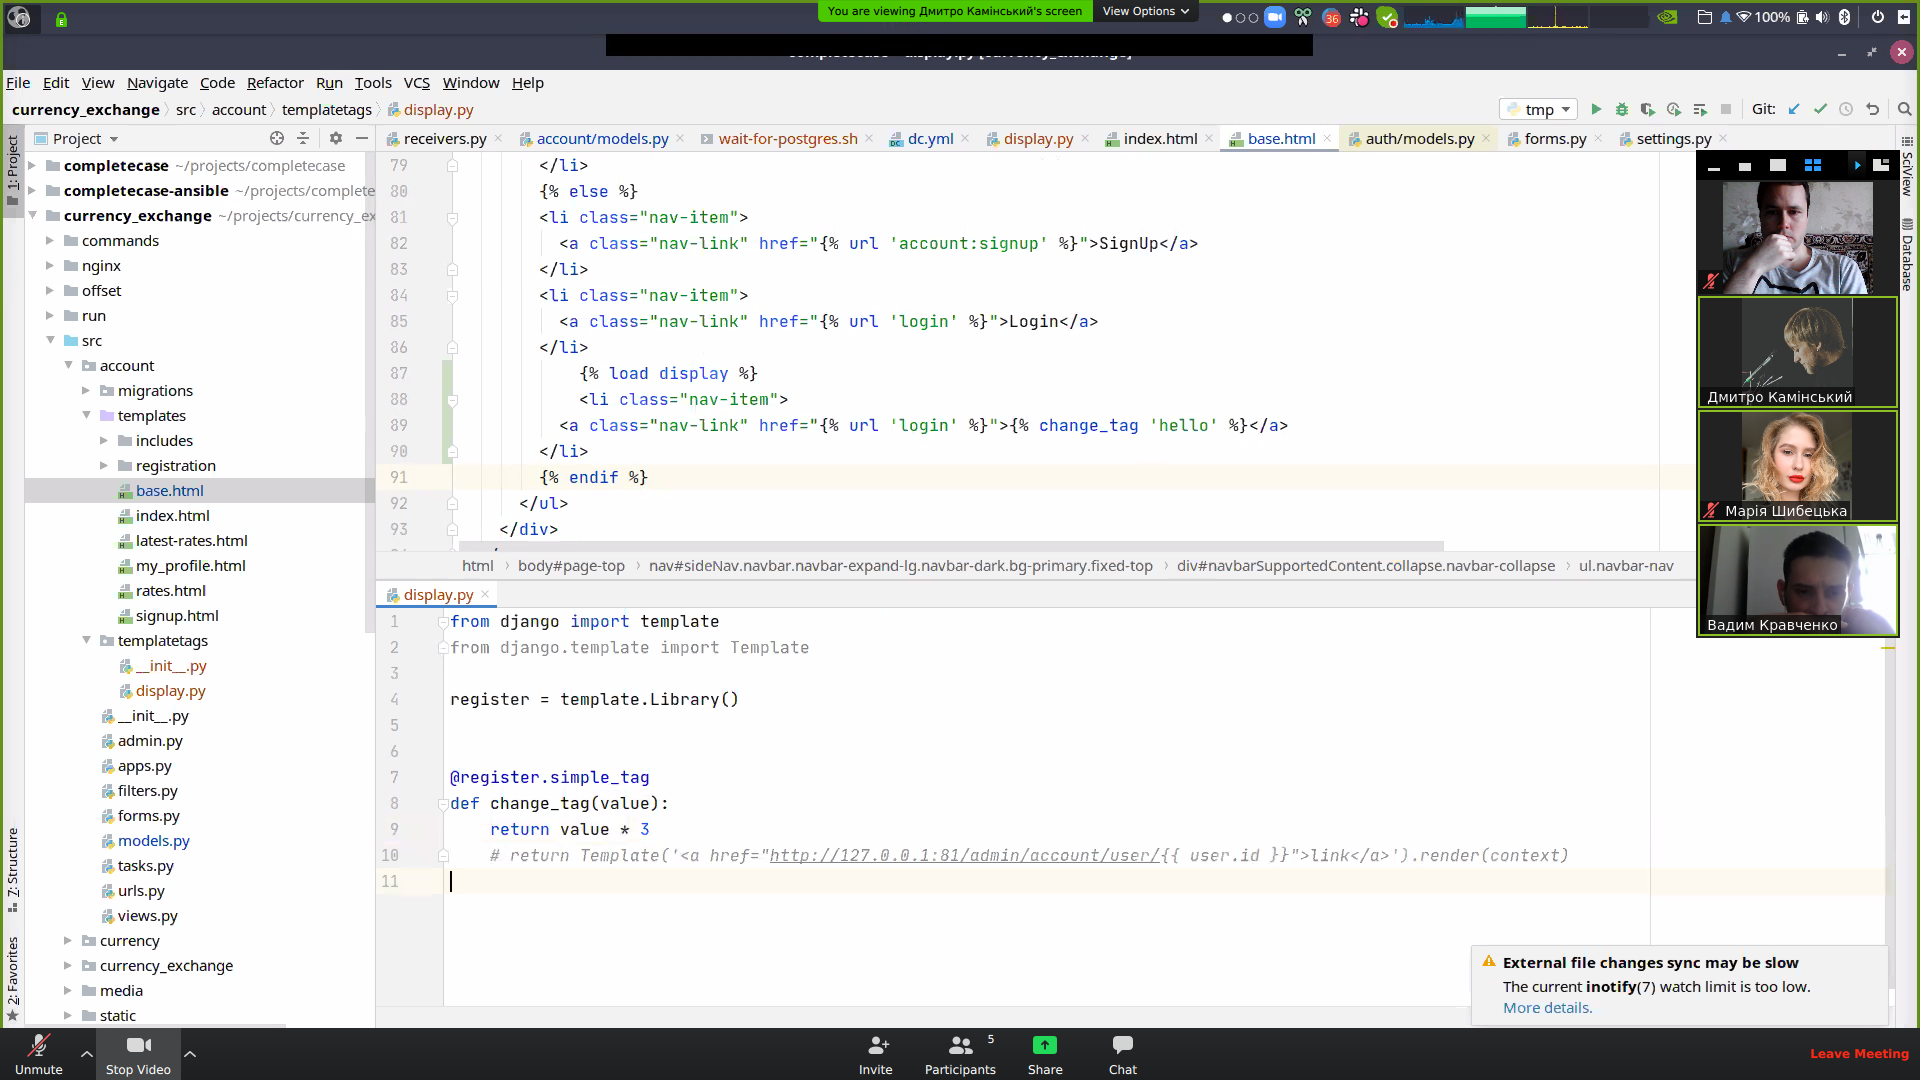 You are viewing Дмитро Камінський's screen
View Options
36
100%
File Edit View Navigate Code Refactor Run Tools VCS Window Help
currency_exchange src account templatetags display.py
tmp
Git:
Project
receivers.py
account/models.py
wait-for-postgres.sh
dc.yml
display.py
index.html
base.html
auth/models.py
forms.py
settings.py
1: Project
7: Structure
2: Favorites
SciView
Database
completecase ~/projects/completecase
completecase-ansible ~/projects/complete
currency_exchange ~/projects/currency_ex
commands
nginx
offset
run
src
account
migrations
templates
includes
registration
base.html
index.html
latest-rates.html
my_profile.html
rates.html
signup.html
templatetags
__init__.py
display.py
__init__.py
admin.py
apps.py
filters.py
forms.py
models.py
tasks.py
urls.py
views.py
currency
currency_exchange
media
static
79 </li>
80 {% else %}
81 <li class="nav-item">
82 <a class="nav-link" href="{% url 'account:signup' %}">SignUp</a>
83 </li>
84 <li class="nav-item">
85 <a class="nav-link" href="{% url 'login' %}">Login</a>
86 </li>
87 {% load display %}
88 <li class="nav-item">
89 <a class="nav-link" href="{% url 'login' %}">{% change_tag 'hello' %}</a>
90 </li>
91 {% endif %}
92 </ul>
93 </div>
html body#page-top nav#sideNav.navbar.navbar-expand-lg.navbar-dark.bg-primary.fixed-top div#navbarSupportedContent.collapse.navbar-collapse ul.navbar-nav
display.py
1 from django import template
2 from django.template import Template
3
4 register = template.Library()
5
6
7 @register.simple_tag
8 def change_tag(value):
9 return value * 3
10 # return Template('<a href="http://127.0.0.1:81/admin/account/user/{{ user.id }}">link</a>').render(context)
11
Дмитро Камінський
Марія Шибецька
Вадим Кравченко
External file changes sync may be slow
The current inotify(7) watch limit is too low.
More details.
Unmute
Stop Video
Invite
Participants
5
Share
Chat
Leave Meeting